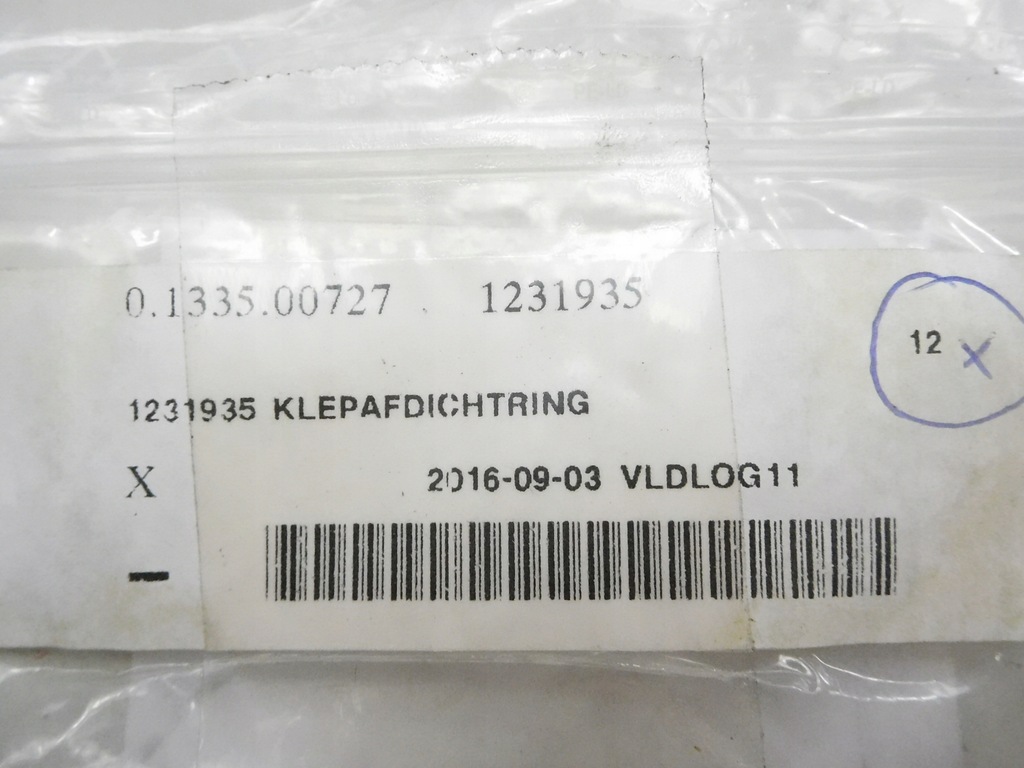 0.1335.00727 1231935
12 X
1231935 KLEPAFDICHTRING
X 2016-09-03 VLDLOG11